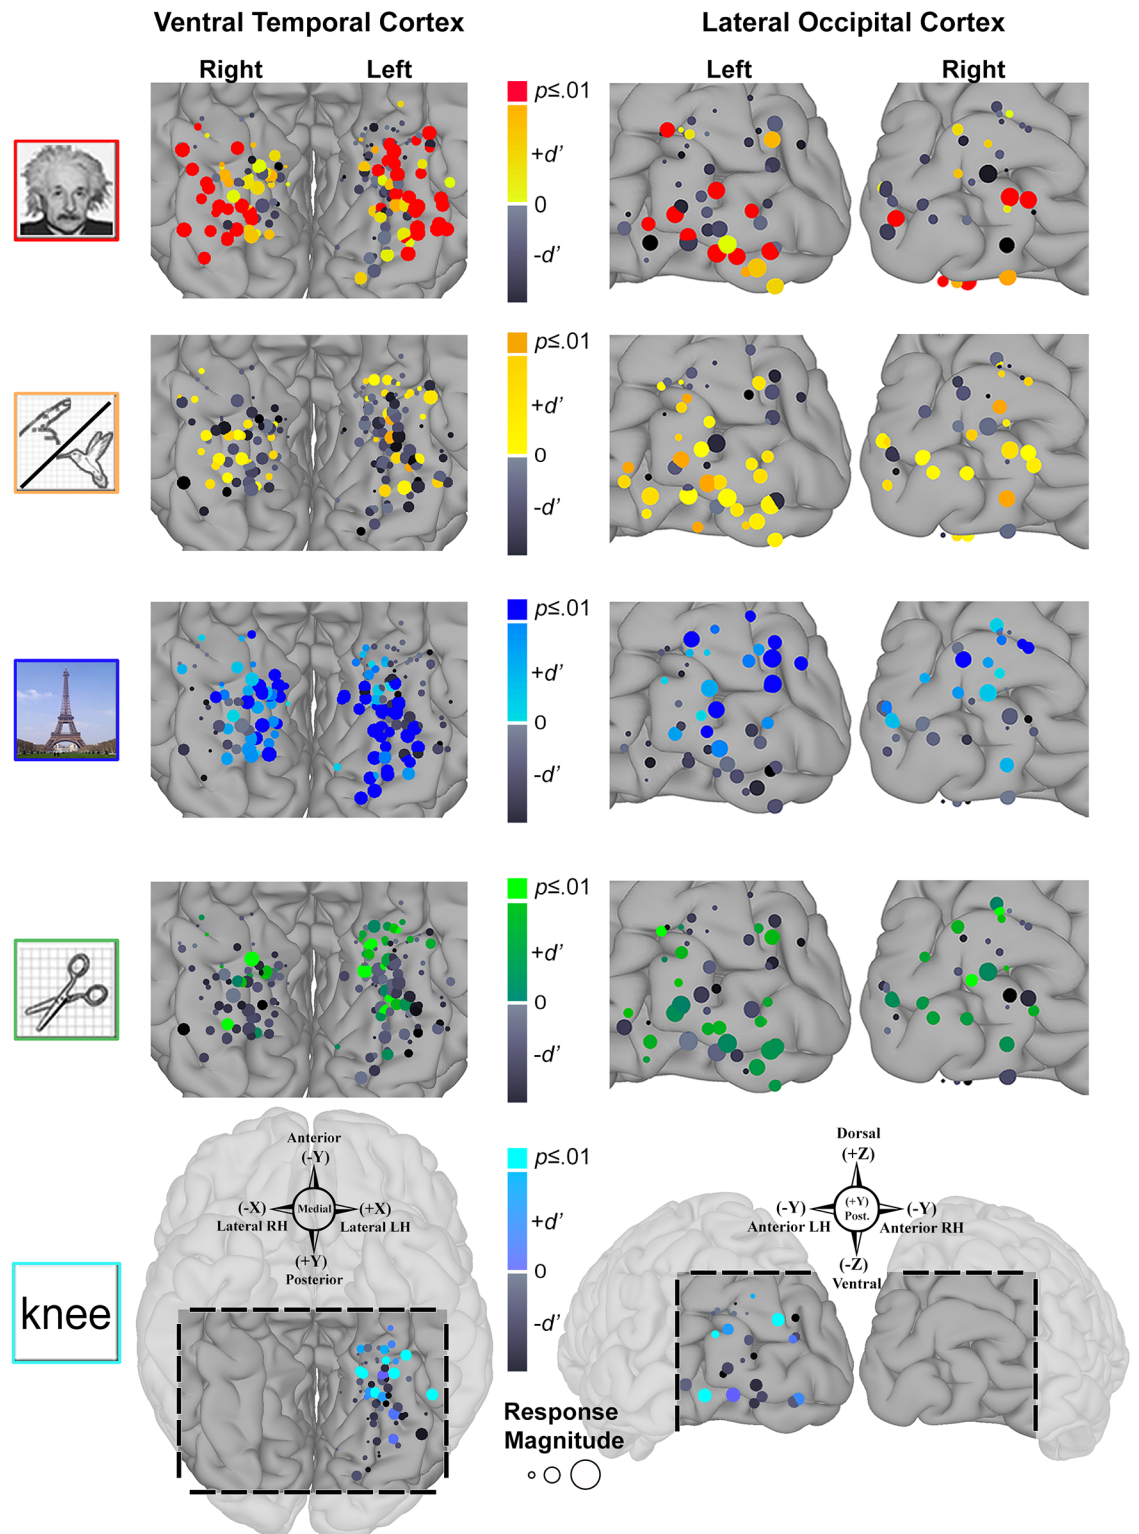 Ventral Temporal Cortex
Lateral Occipital Cortex
Right
Left
Left
Right
p≤.01
+d’
0
-d’
p≤.01
+d’
0
-d’
p≤.01
+d’
0
-d’
p≤.01
+d’
0
-d’
p≤.01
+d’
0
-d’
Anterior
(-Y)
(-X)
Medial
(+X)
Lateral RH
Lateral LH
(+Y)
Posterior
Dorsal
(+Z)
(-Y)
(+Y)
Post.
(-Y)
Anterior LH
Anterior RH
(-Z)
Ventral
knee
Response
Magnitude